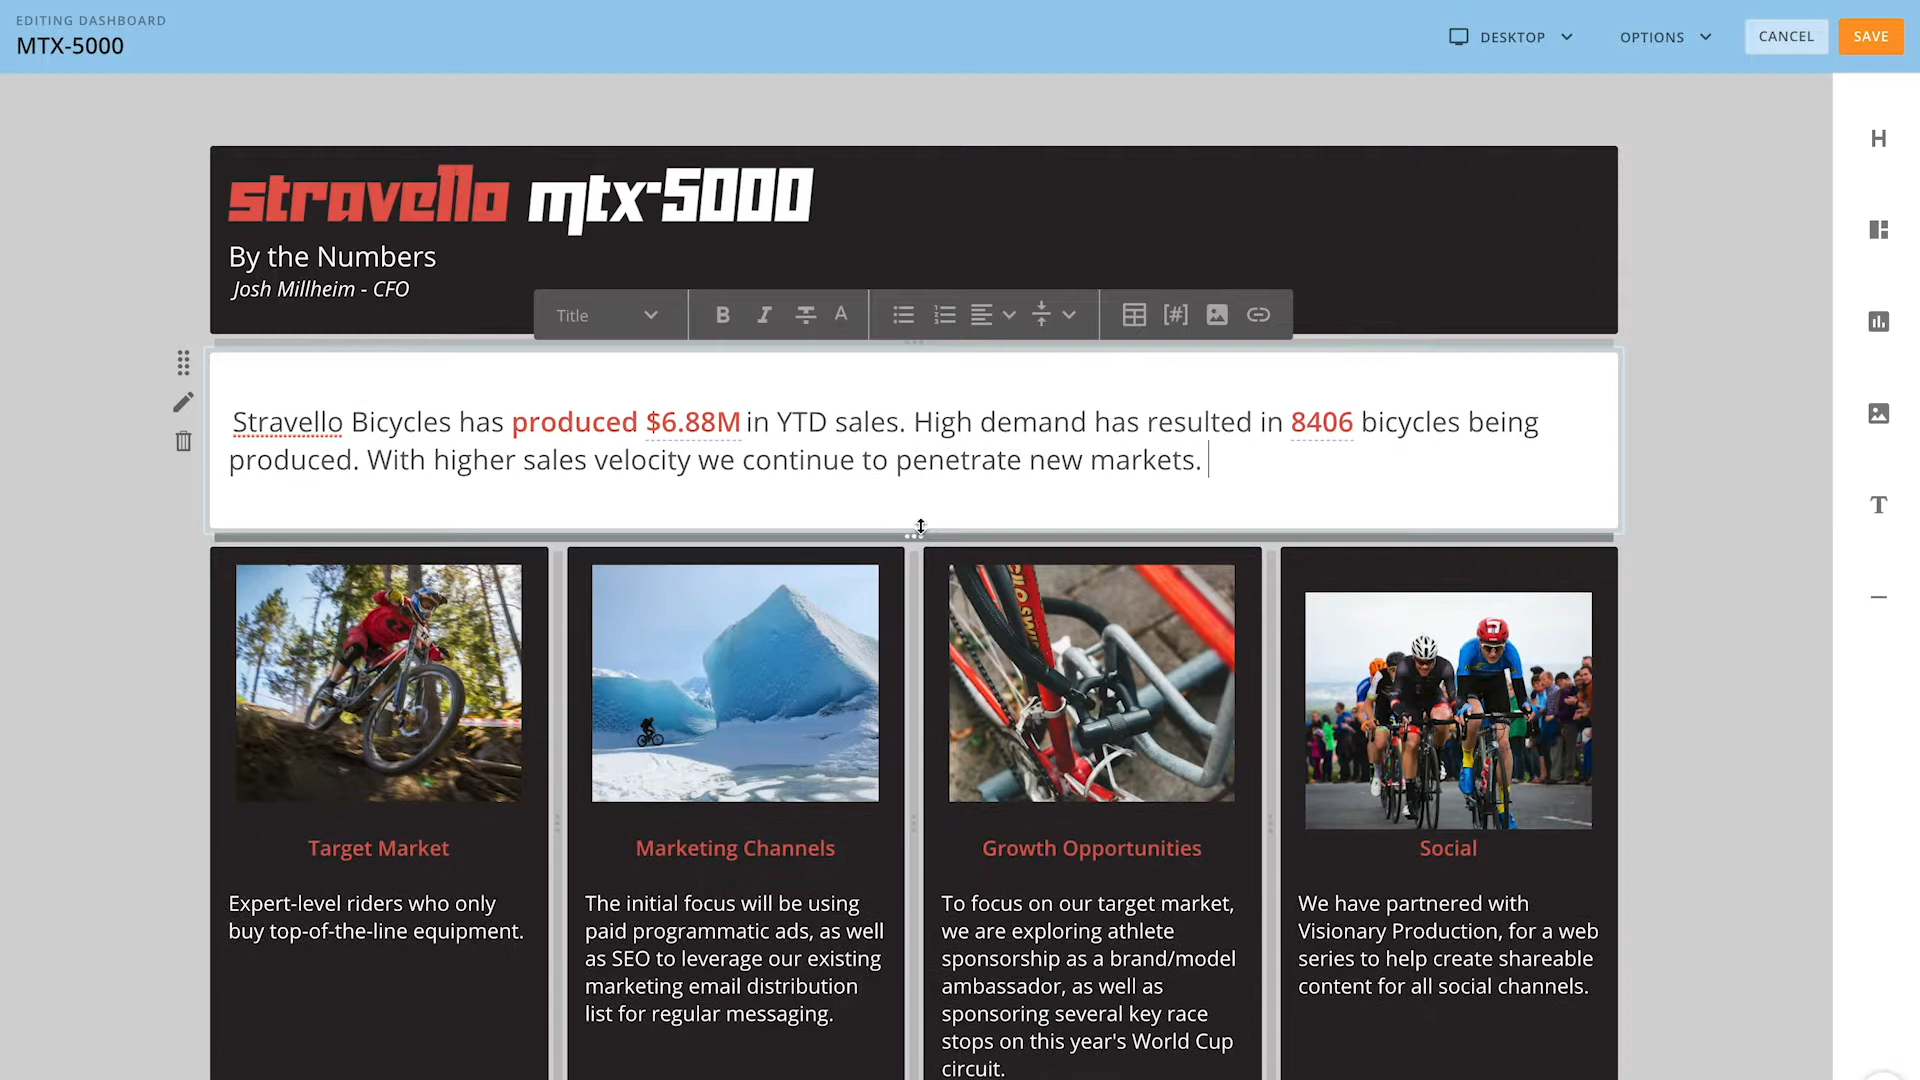 EDITING DASHBOARD
MTX-5000
DESKTOP
OPTIONS
CANCEL
SAVE
stravello mtx-5000
By the Numbers
Josh Millheim - CFO
Title
B I A
[#]
H
T
Stravello Bicycles has produced $6.88M in YTD sales. High demand has resulted in 8406 bicycles being
produced. With higher sales velocity we continue to penetrate new markets.
Target Market
Expert-level riders who only
buy top-of-the-line equipment.
Marketing Channels
The initial focus will be using
paid programmatic ads, as well
as SEO to leverage our existing
marketing email distribution
list for regular messaging.
Growth Opportunities
To focus on our target market,
we are exploring athlete
sponsorship as a brand/model
ambassador, as well as
sponsoring several key race
stops on this year's World Cup
circuit.
Social
We have partnered with
Visionary Production, for a web
series to help create shareable
content for all social channels.